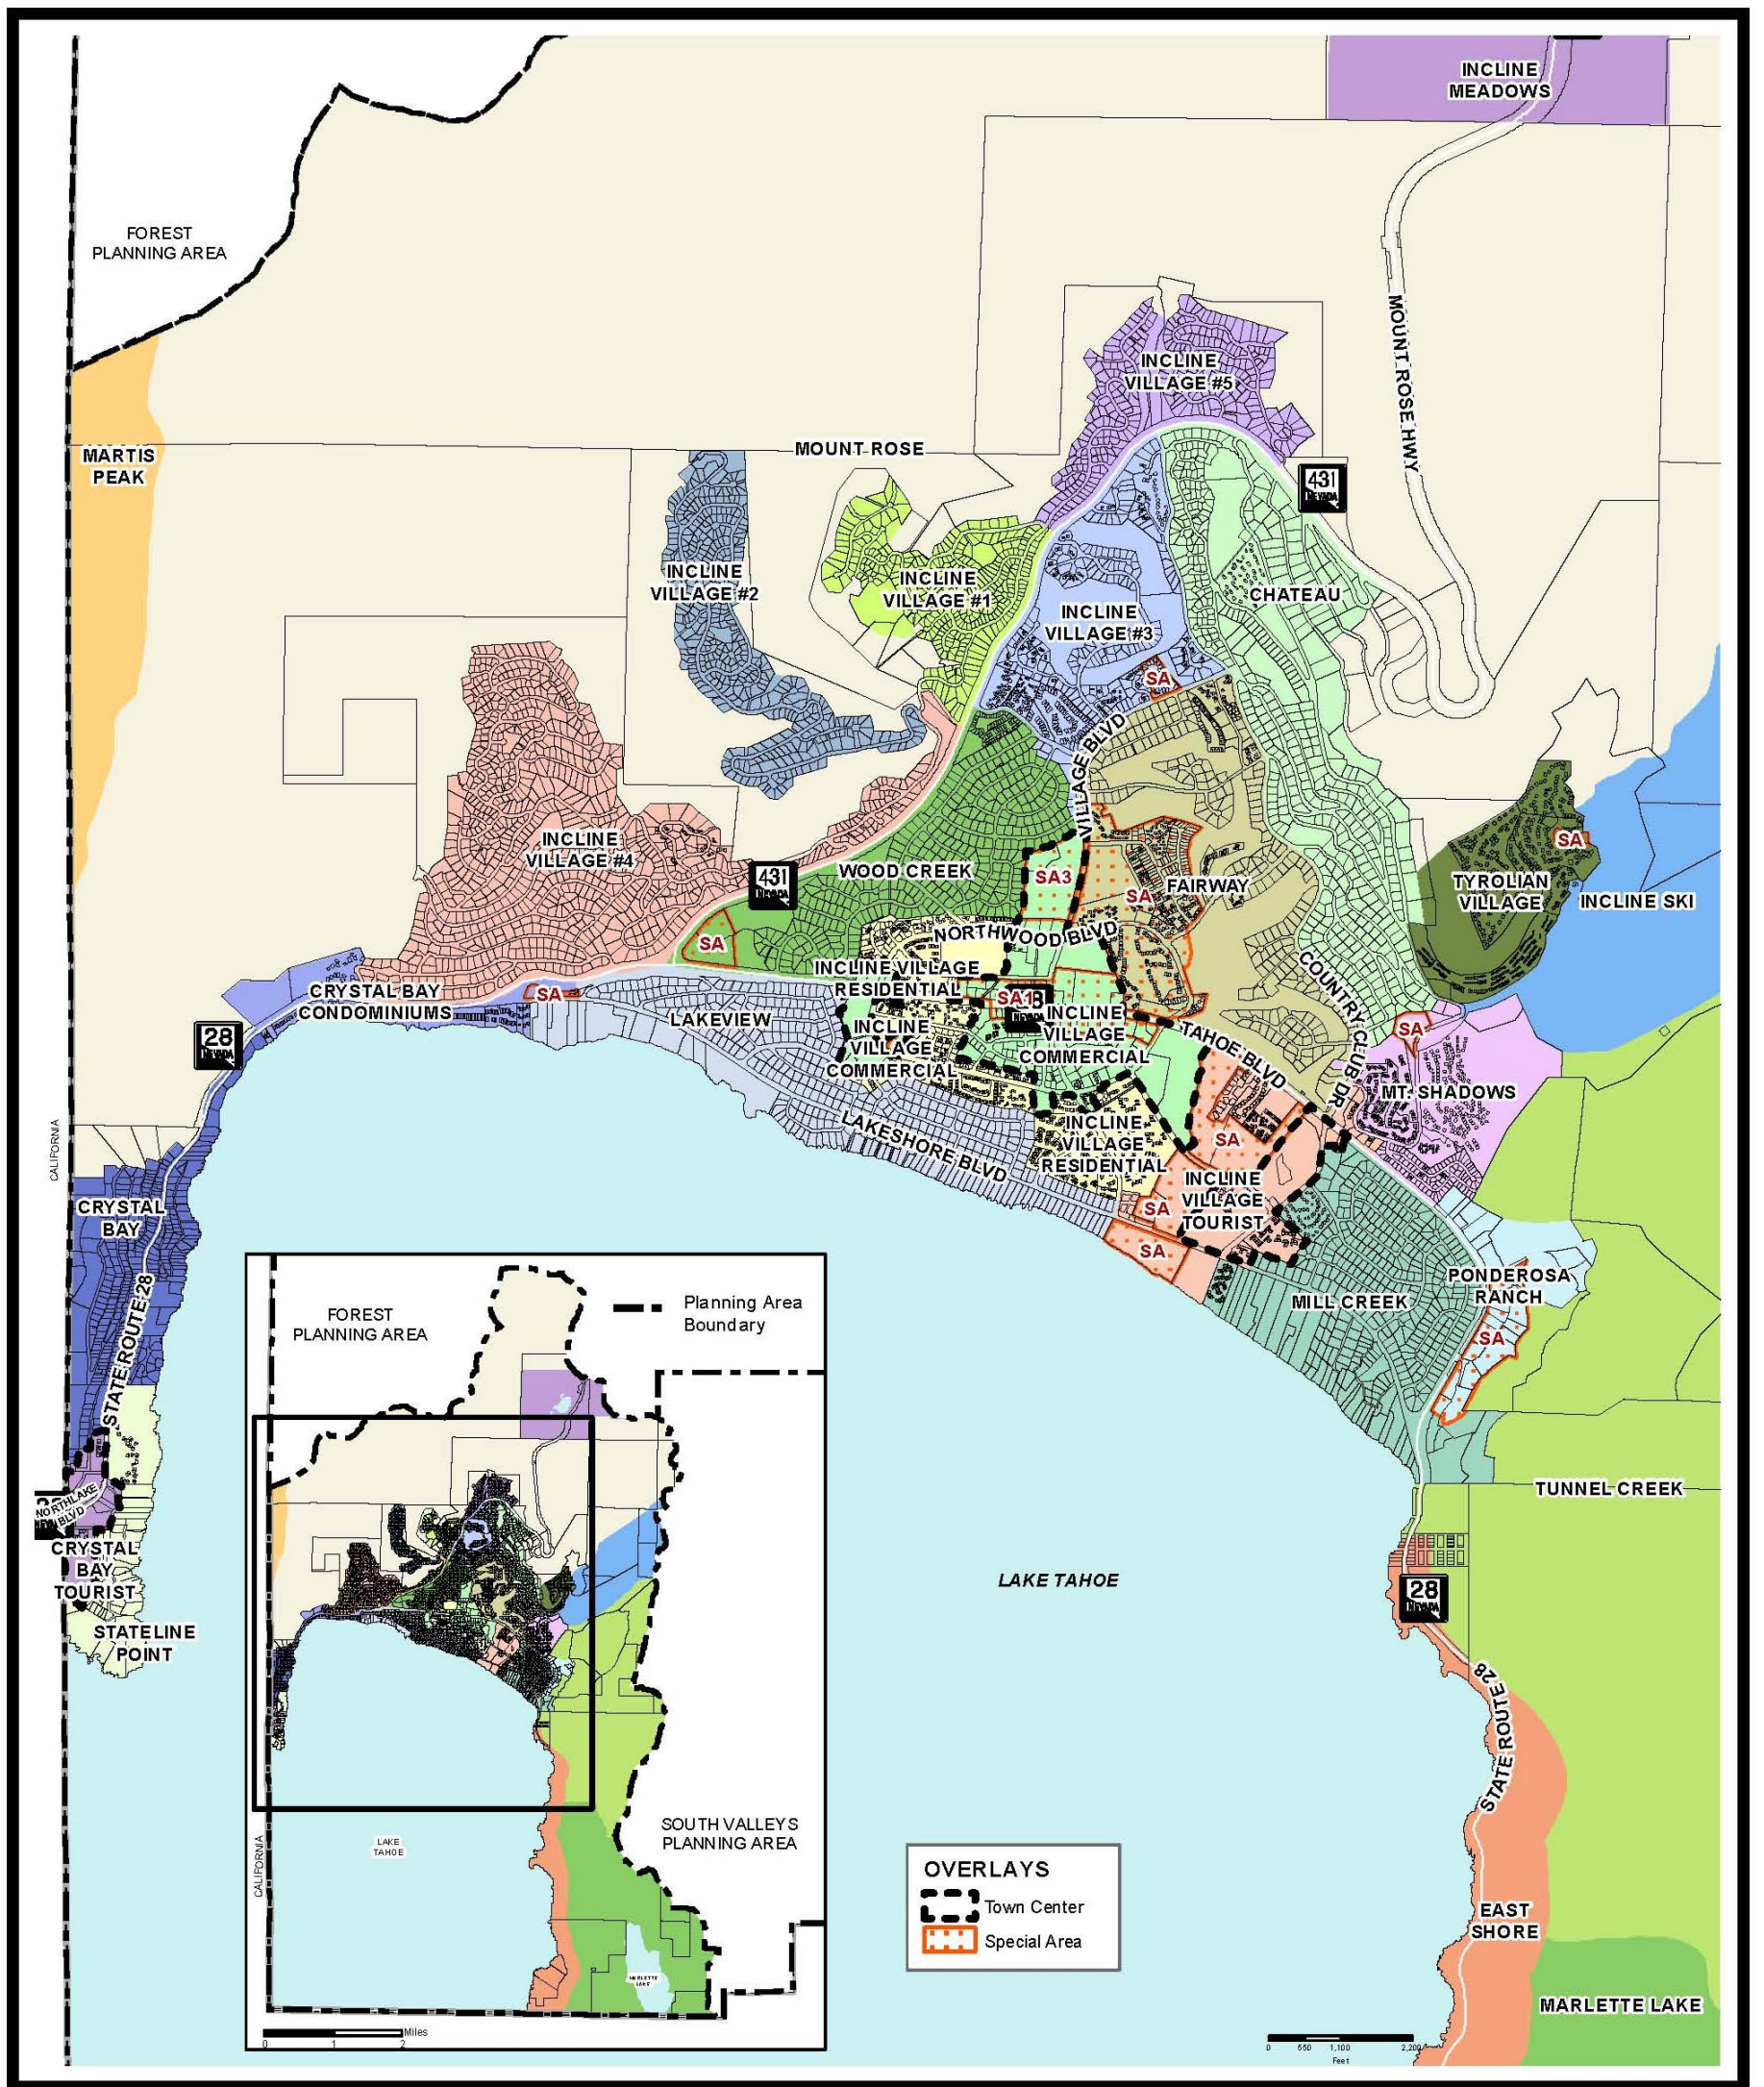 INCLINE
MEADOWS
FOREST
PLANNING AREA
MOUNT ROSE HWY
INCLINE
VILLAGE #5
MARTIS
PEAK
MOUNT ROSE
431
NEVADA
INCLINE
VILLAGE #2
INCLINE
VILLAGE #1
INCLINE
VILLAGE #3
CHATEAU
SA
VILLAGE BLVD
INCLINE
VILLAGE #4
431
NEVADA
WOOD CREEK
SA3
SA
FAIRWAY
SA
TYROLIAN
VILLAGE
INCLINE SKI
SA
NORTHWOOD BLVD
INCLINE VILLAGE
RESIDENTIAL
COUNTRY CLUB DR
CRYSTAL BAY
CONDOMINIUMS
SA
SA1
LAKEVIEW
INCLINE
VILLAGE
COMMERCIAL
INCLINE
VILLAGE
COMMERCIAL
TAHOE BLVD
SA
28
NEVADA
MT. SHADOWS
LAKESHORE BLVD
INCLINE
VILLAGE
RESIDENTIAL
SA
CALIFORNIA
CRYSTAL
BAY
INCLINE
VILLAGE
TOURIST
SA
SA
PONDEROSA
RANCH
MILL CREEK
SA
STATE ROUTE 28
NORTHLAKE
BLVD
CRYSTAL
BAY
TOURIST
STATELINE
POINT
TUNNEL CREEK
LAKE TAHOE
28
NEVADA
STATE ROUTE 28
EAST
SHORE
MARLETTE LAKE
FOREST
PLANNING AREA
Planning Area
Boundary
SOUTH VALLEYS
PLANNING AREA
LAKE
TAHOE
CALIFORNIA
MARLETTE
LAKE
Miles
0 1 2
OVERLAYS
Town Center
Special Area
0 550 1,100 2,200
Feet